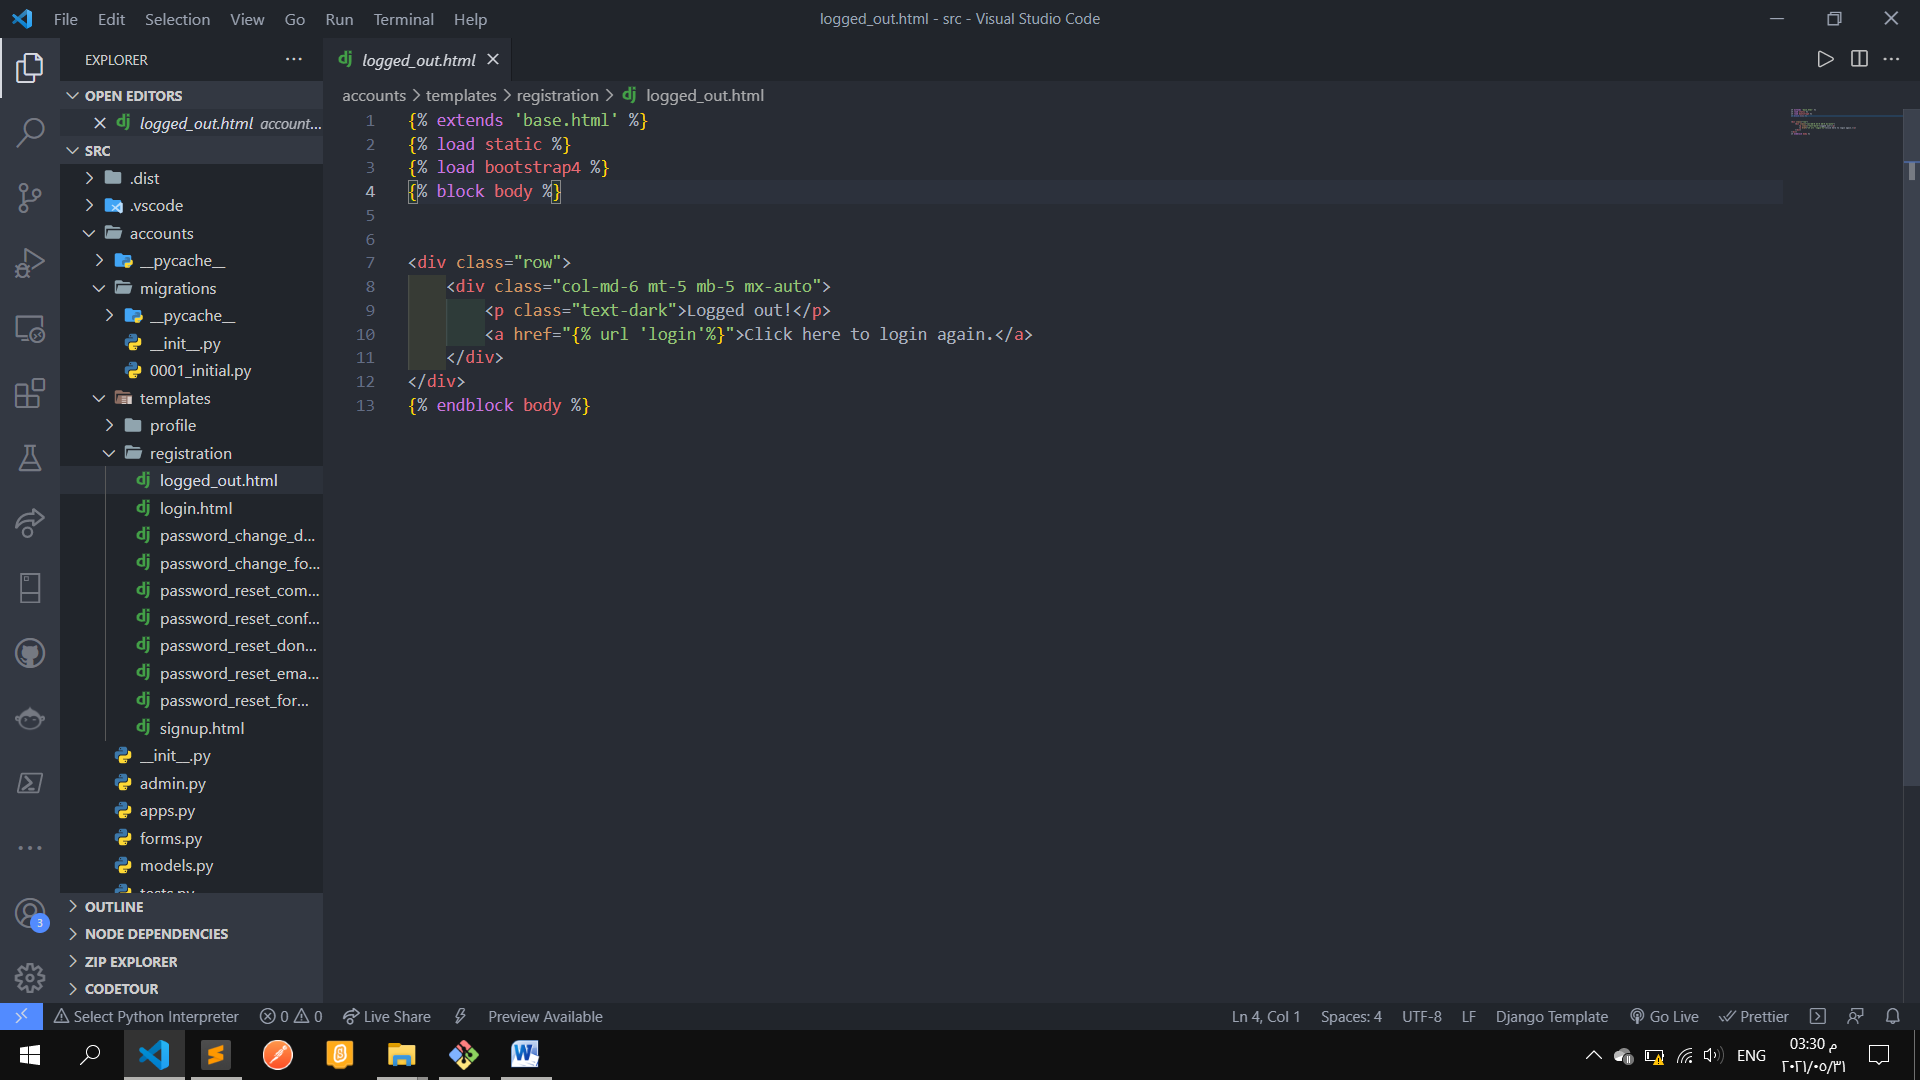 File Edit Selection View Go Run Terminal Help
logged_out.html - src - Visual Studio Code
EXPLORER
OPEN EDITORS
logged_out.html account...
SRC
.dist
.vscode
accounts
__pycache__
migrations
__pycache__
__init__.py
0001_initial.py
templates
profile
registration
logged_out.html
login.html
password_change_d...
password_change_fo...
password_reset_com...
password_reset_conf...
password_reset_don...
password_reset_ema...
password_reset_for...
signup.html
__init__.py
admin.py
apps.py
forms.py
models.py
tests.py
OUTLINE
NODE DEPENDENCIES
ZIP EXPLORER
CODETOUR
3
logged_out.html
accounts > templates > registration > logged_out.html
1 {% extends 'base.html' %}
2 {% load static %}
3 {% load bootstrap4 %}
4 {% block body %}
5
6
7 <div class="row">
8 <div class="col-md-6 mt-5 mb-5 mx-auto">
9 <p class="text-dark">Logged out!</p>
10 <a href="{% url 'login'%}">Click here to login again.</a>
11 </div>
12 </div>
13 {% endblock body %}
Select Python Interpreter 0 0 Live Share Preview Available
Ln 4, Col 1 Spaces: 4 UTF-8 LF Django Template Go Live Prettier
ENG
03:30 م
٢٠٢١/٠٥/٣١